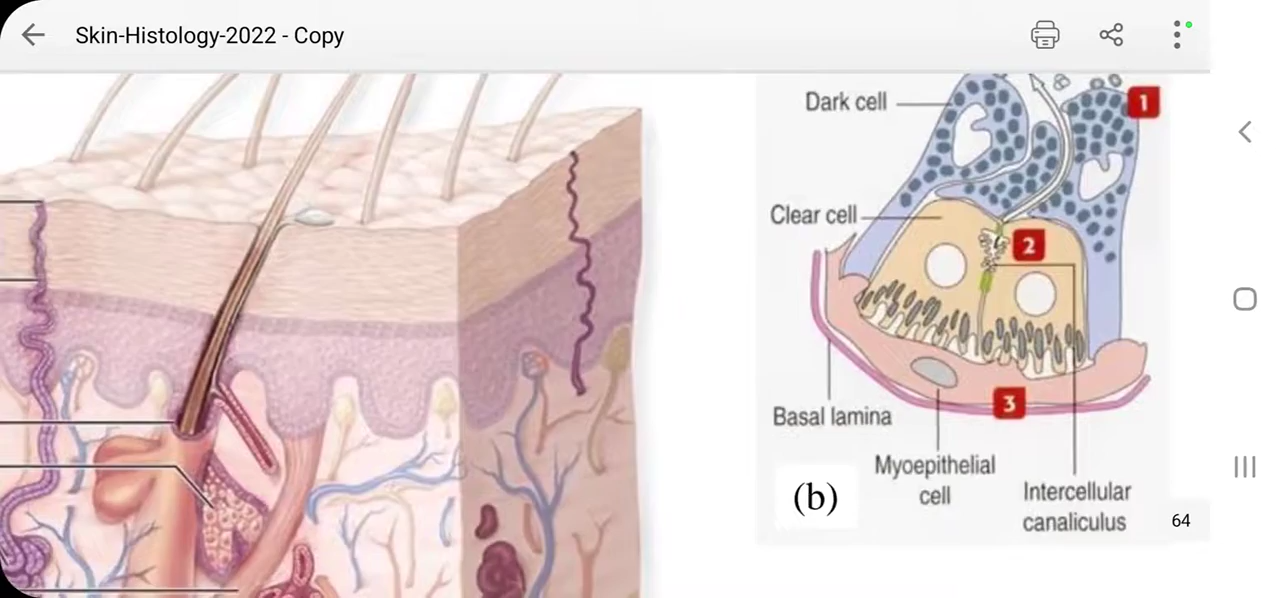 Skin-Histology-2022 - Copy
Dark cell
1
Clear cell
2
3
Basal lamina
Myoepithelial
cell
Intercellular
canaliculus
(b)
64